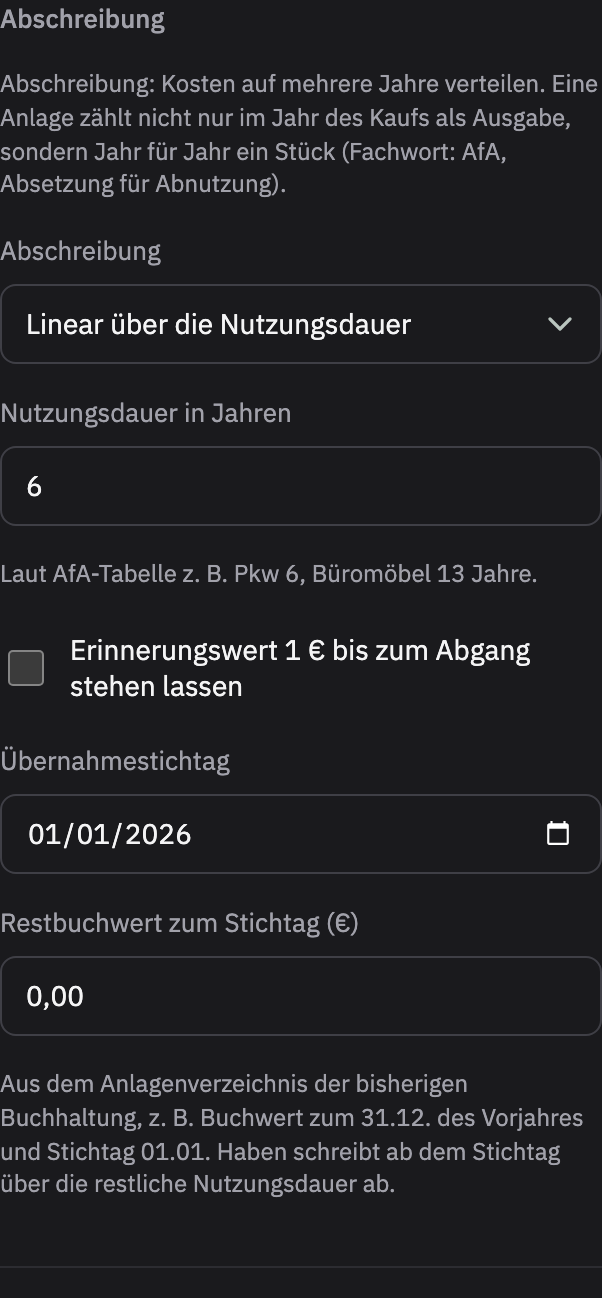 Abschreibung
Abschreibung: Kosten auf mehrere Jahre verteilen. Eine
Anlage zählt nicht nur im Jahr des Kaufs als Ausgabe,
sondern Jahr für Jahr ein Stück (Fachwort: AfA,
Absetzung für Abnutzung).
Abschreibung
Linear über die Nutzungsdauer
Nutzungsdauer in Jahren
6
Laut AfA-Tabelle z. B. Pkw 6, Büromöbel 13 Jahre.
Erinnerungswert 1 € bis zum Abgang
stehen lassen
Übernahmestichtag
01/01/2026
Restbuchwert zum Stichtag (€)
0,00
Aus dem Anlagenverzeichnis der bisherigen
Buchhaltung, z. B. Buchwert zum 31.12. des Vorjahres
und Stichtag 01.01. Haben schreibt ab dem Stichtag
über die restliche Nutzungsdauer ab.